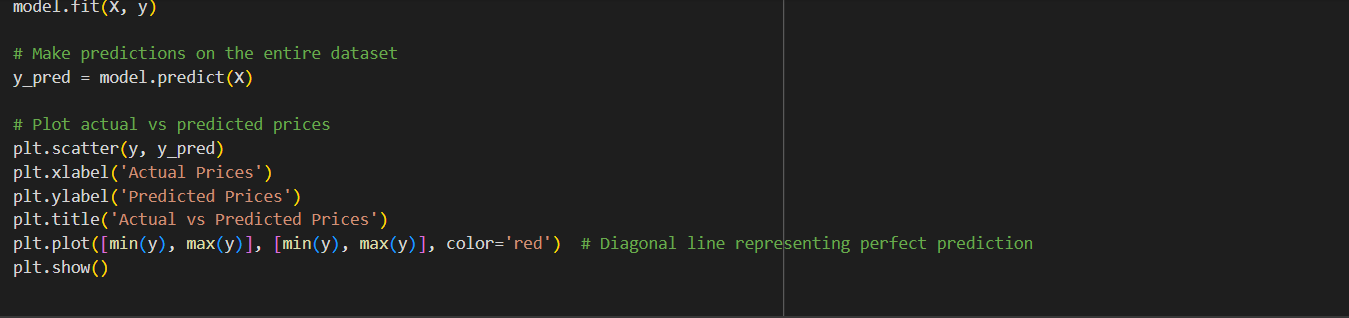 model.fit(X, y)
# Make predictions on the entire dataset
y_pred = model.predict(X)
# Plot actual vs predicted prices
plt.scatter(y, y_pred)
plt.xlabel('Actual Prices')
plt.ylabel('Predicted Prices')
plt.title('Actual vs Predicted Prices')
plt.plot([min(y), max(y)], [min(y), max(y)], color='red')  # Diagonal line representing perfect prediction
plt.show()